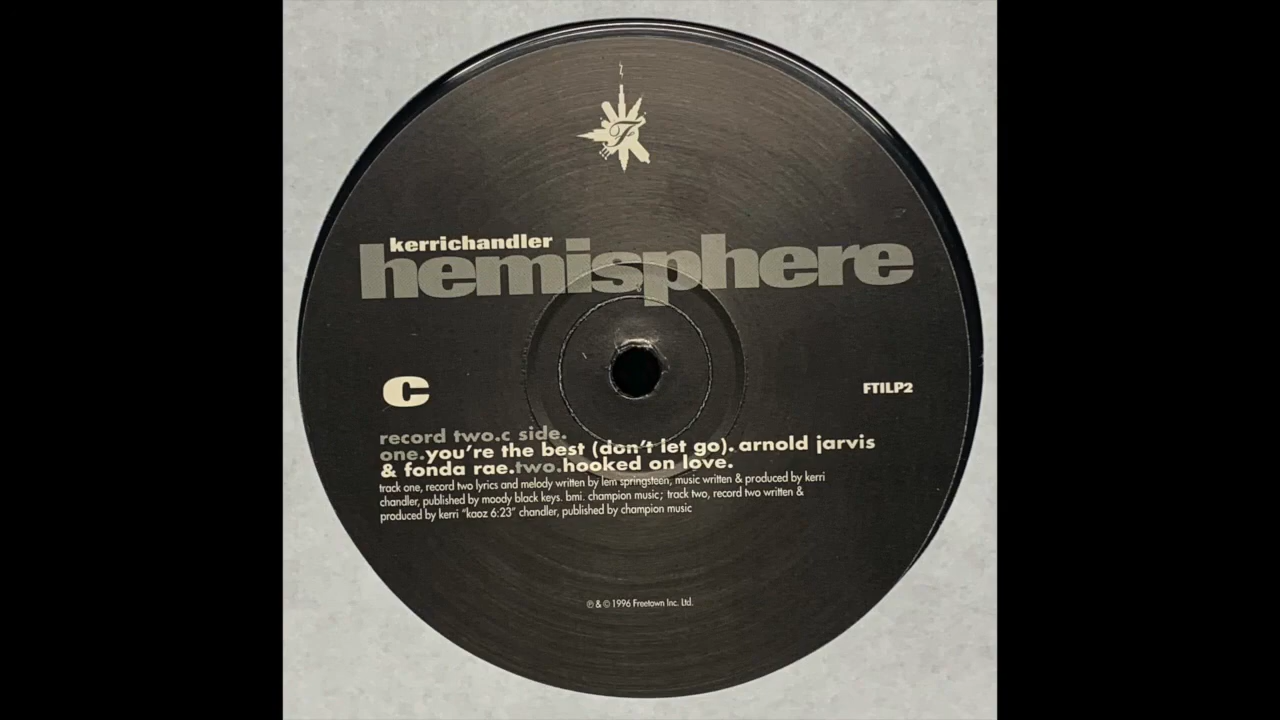 F
kerrichandler
hemisphere
C
FTILP2
record two.c side.
one.you're the best (don't let go). arnold jarvis
& fonda rae.two.hooked on love.
track one, record two lyrics and melody written by lem springsteen, music written & produced by kerri
chandler, published by moody black keys. bmi. champion music; track two, record two written &
produced by kerri "kaoz 6:23" chandler, published by champion music
℗ & © 1996 Freetown Inc. Ltd.